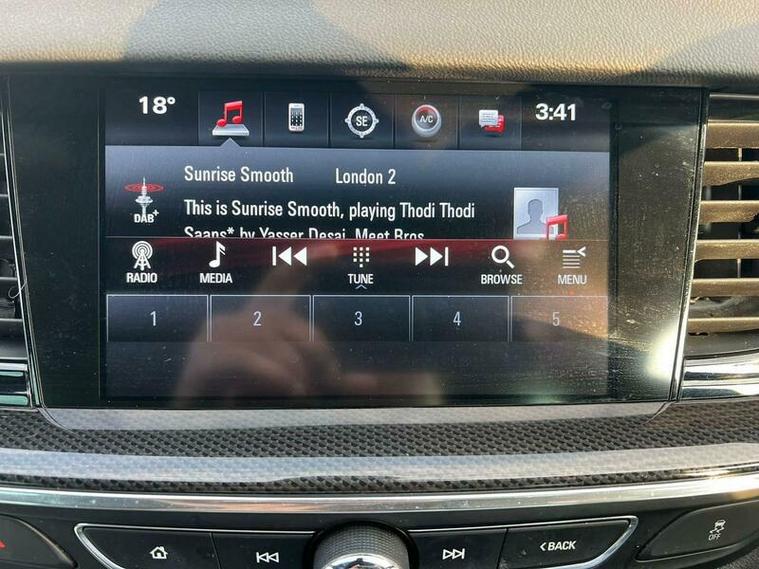 18° SE A/C 3:41
Sunrise Smooth London 2
DAB+
This is Sunrise Smooth, playing Thodi Thodi
Saans* by Yasser Desai, Meet Bros
RADIO MEDIA TUNE BROWSE MENU
1 2 3 4 5
BACK
OFF